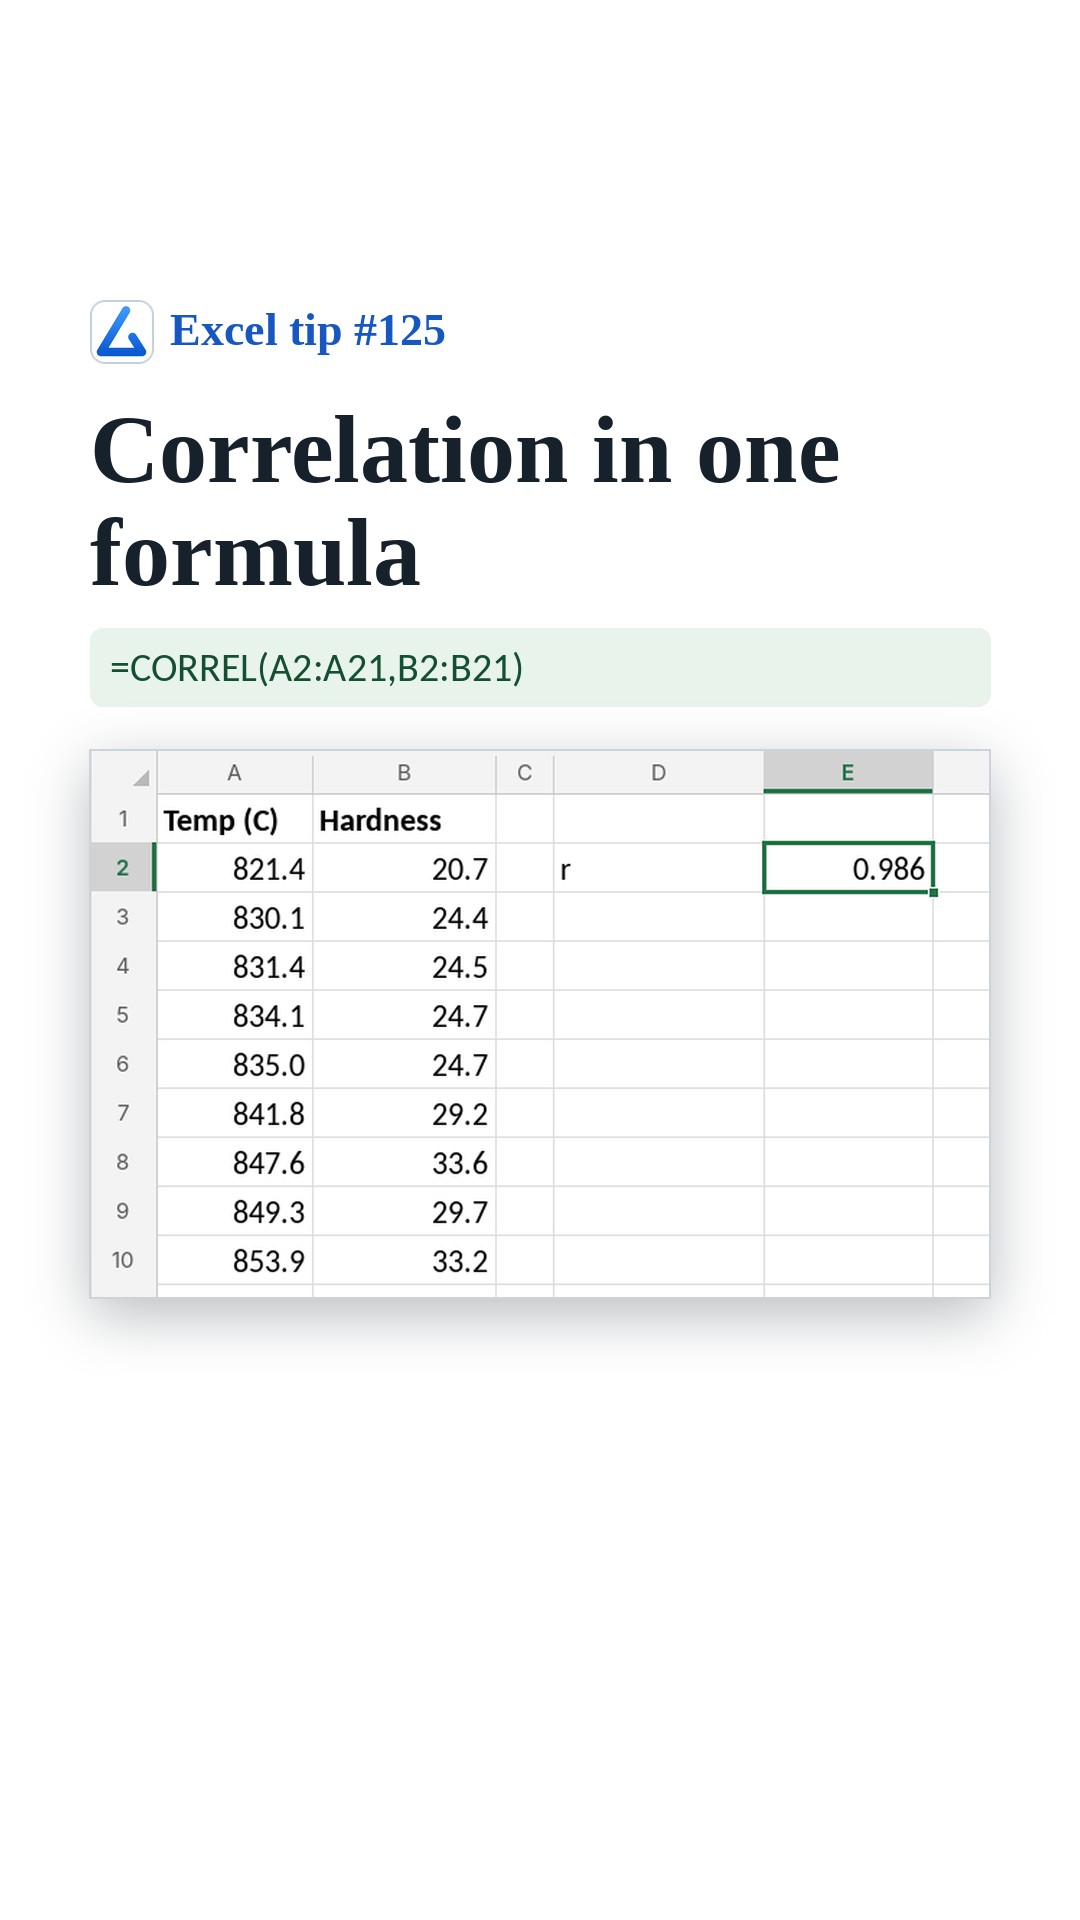 Excel tip #125
Correlation in one
formula
=CORREL(A2:A21,B2:B21)
A B C D E
1 Temp (C) Hardness
2 821.4 20.7 r 0.986
3 830.1 24.4
4 831.4 24.5
5 834.1 24.7
6 835.0 24.7
7 841.8 29.2
8 847.6 33.6
9 849.3 29.7
10 853.9 33.2